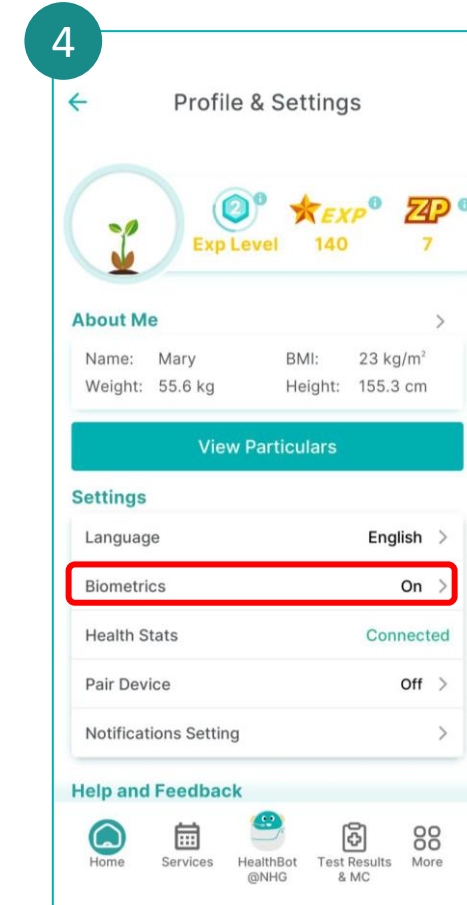 4
Profile & Settings
2
EXP ZP
Exp Level 140 7
About Me
Name: Mary BMI: 23 kg/m²
Weight: 55.6 kg Height: 155.3 cm
View Particulars
Settings
Language English
Biometrics On
Health Stats Connected
Pair Device Off
Notifications Setting
Help and Feedback
Home Services HealthBot Test Results More
@NHG & MC